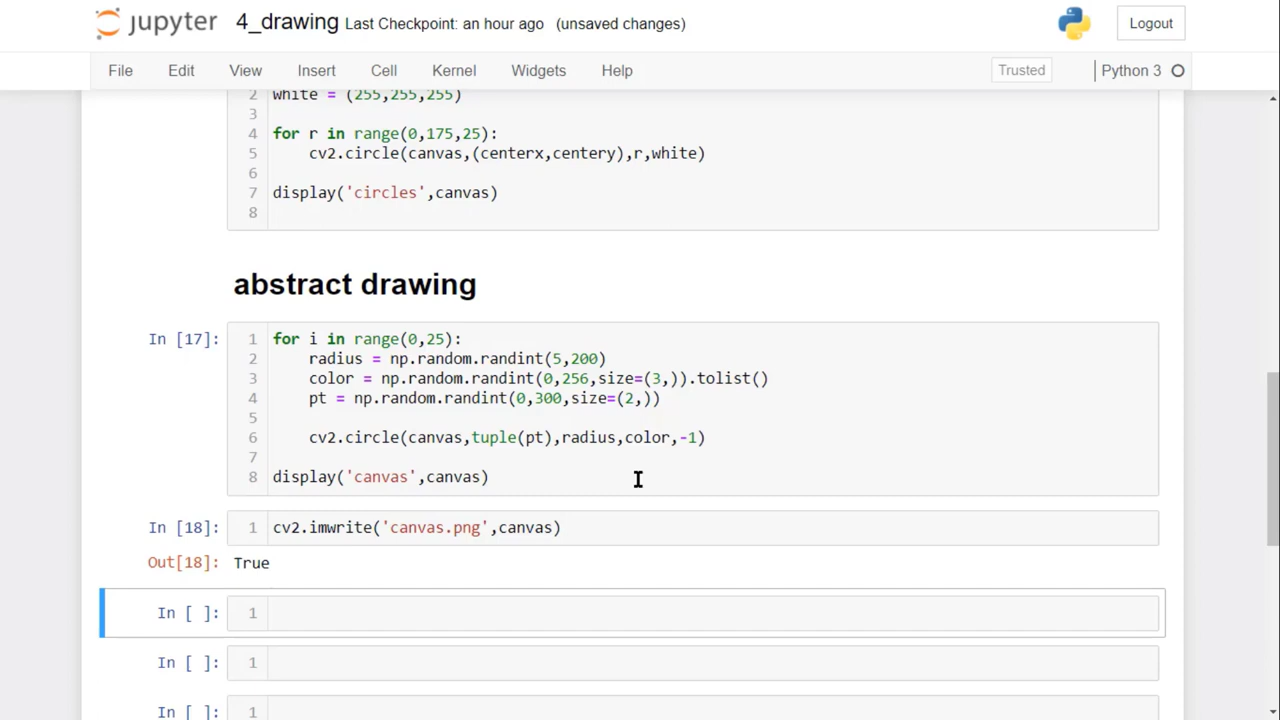 jupyter 4_drawing Last Checkpoint: an hour ago (unsaved changes) Logout
File Edit View Insert Cell Kernel Widgets Help Trusted Python 3
2 white = (255,255,255)
3
4 for r in range(0,175,25):
5 cv2.circle(canvas,(centerx,centery),r,white)
6
7 display('circles',canvas)
8
abstract drawing
In [17]: 1 for i in range(0,25):
2 radius = np.random.randint(5,200)
3 color = np.random.randint(0,256,size=(3,)).tolist()
4 pt = np.random.randint(0,300,size=(2,))
5
6 cv2.circle(canvas,tuple(pt),radius,color,-1)
7
8 display('canvas',canvas)
In [18]: 1 cv2.imwrite('canvas.png',canvas)
Out[18]: True
In [ ]: 1
In [ ]: 1
In [ ]: 1